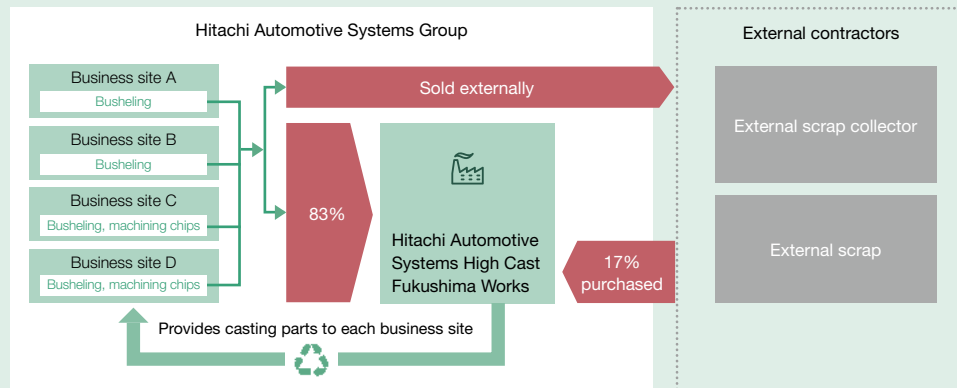 Hitachi Automotive Systems Group
External contractors
Business site A
Busheling
Business site B
Busheling
Business site C
Busheling, machining chips
Business site D
Busheling, machining chips
Sold externally
83%
Hitachi Automotive
Systems High Cast
Fukushima Works
17%
purchased
External scrap collector
External scrap
Provides casting parts to each business site